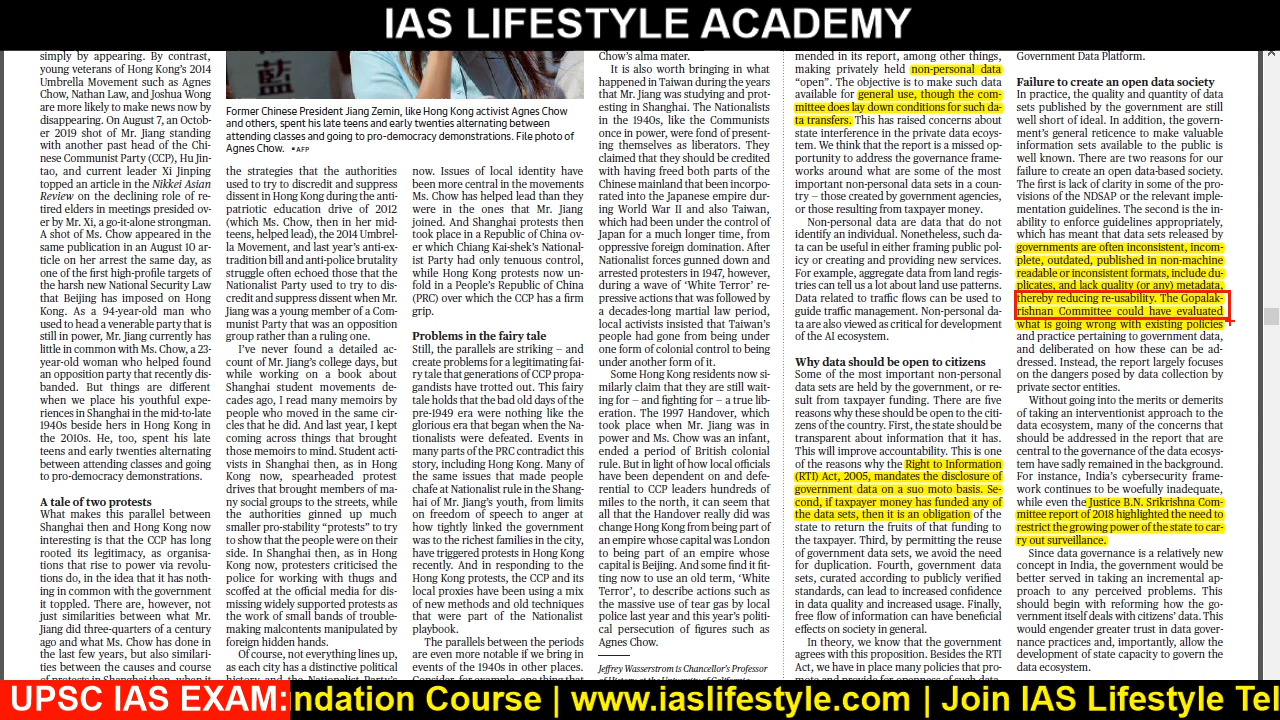 IAS LIFESTYLE ACADEMY
simply by appearing. By contrast,
young veterans of Hong Kong's 2014
Umbrella Movement such as Agnes
Chow, Nathan Law, and Joshua Wong
are more likely to make news now by
disappearing. On August 7, an Octob-
er 2019 shot of Mr. Jiang standing
with another past head of the Chi-
nese Communist Party (CCP), Hu Jin-
tao, and current leader Xi Jinping
topped an article in the Nikkei Asian
Review on the declining role of re-
tired elders in meetings presided ov-
er by Mr. Xi, a go-it-alone strongman.
A shot of Ms. Chow appeared in the
same publication in an August 10 ar-
ticle on her arrest the same day, as
one of the first high-profile targets of
the harsh new National Security Law
that Beijing has imposed on Hong
Kong. As a 94-year-old man who
used to head a venerable party that is
still in power, Mr. Jiang currently has
little in common with Ms. Chow, a 23-
year-old woman who helped found
an opposition party that recently dis-
banded. But things are different
when we place his youthful expe-
riences in Shanghai in the mid-to-late
1940s beside hers in Hong Kong in
the 2010s. He, too, spent his late
teens and early twenties alternating
between attending classes and going
to pro-democracy demonstrations.
A tale of two protests
What makes this parallel between
Shanghai then and Hong Kong now
interesting is that the CCP has long
rooted its legitimacy, as organisa-
tions that rise to power via revolu-
tions do, in the idea that it has noth-
ing in common with the government
it toppled. There are, however, not
just similarities between what Mr.
Jiang did three-quarters of a century
ago and what Ms. Chow has done in
the last few years, but also similari-
ties between the causes and course
of protests in Shanghai then, when it
Former Chinese President Jiang Zemin, like Hong Kong activist Agnes Chow
and others, spent his late teens and early twenties alternating between
attending classes and going to pro-democracy demonstrations. File photo of
Agnes Chow. •AFP
the strategies that the authorities
used to try to discredit and suppress
dissent in Hong Kong during the anti-
patriotic education drive of 2012
(which Ms. Chow, then in her mid-
teens, helped lead), the 2014 Umbrel-
la Movement, and last year's anti-ex-
tradition bill and anti-police brutality
struggle often echoed those that the
Nationalist Party used to try to dis-
credit and suppress dissent when Mr.
Jiang was a young member of a Com-
munist Party that was an opposition
group rather than a ruling one.
I've never found a detailed ac-
count of Mr. Jiang's college days, but
while working on a book about
Shanghai student movements de-
cades ago, I read many memoirs by
people who moved in the same cir-
cles that he did. And last year, I kept
coming across things that brought
those memoirs to mind. Student acti-
vists in Shanghai then, as in Hong
Kong now, spearheaded protest
drives that brought members of ma-
ny social groups to the streets, while
the authorities ginned up much
smaller pro-stability “protests” to try
to show that the people were on their
side. In Shanghai then, as in Hong
Kong now, protesters criticised the
police for working with thugs and
scoffed at the official media for dis-
missing widely supported protests as
the work of small bands of trouble-
making malcontents manipulated by
foreign hidden hands.
Of course, not everything lines up,
as each city has a distinctive political
history, and the Nationalist Party's
now. Issues of local identity have
been more central in the movements
Ms. Chow has helped lead than they
were in the ones that Mr. Jiang
joined. And Shanghai protests then
took place in a Republic of China ov-
er which Chiang Kai-shek's National-
ist Party had only tenuous control,
while Hong Kong protests now un-
fold in a People's Republic of China
(PRC) over which the CCP has a firm
grip.
Problems in the fairy tale
Still, the parallels are striking – and
create problems for a legitimating fai-
ry tale that generations of CCP propa-
gandists have trotted out. This fairy
tale holds that the bad old days of the
pre-1949 era were nothing like the
glorious era that began when the Na-
tionalists were defeated. Events in
many parts of the PRC contradict this
story, including Hong Kong. Many of
the same issues that made people
chafe at Nationalist rule in the Shang-
hai of Mr. Jiang's youth, from limits
on freedom of speech to anger at
how tightly linked the government
was to the richest families in the city,
have triggered protests in Hong Kong
recently. And in responding to the
Hong Kong protests, the CCP and its
local proxies have been using a mix
of new methods and old techniques
that were part of the Nationalist
playbook.
The parallels between the periods
are even more notable if we bring in
events of the 1940s in other places.
Consider, for example, one thing that
Chow's alma mater.
It is also worth bringing in what
happened in Taiwan during the years
that Mr. Jiang was studying and prot-
esting in Shanghai. The Nationalists
in the 1940s, like the Communists
once in power, were fond of present-
ing themselves as liberators. They
claimed that they should be credited
with having freed both parts of the
Chinese mainland that been incorpo-
rated into the Japanese empire dur-
ing World War II and also Taiwan,
which had been under the control of
Japan for a much longer time, from
oppressive foreign domination. After
Nationalist forces gunned down and
arrested protesters in 1947, however,
during a wave of ‘White Terror’ re-
pressive actions that was followed by
a decades-long martial law period,
local activists insisted that Taiwan's
people had gone from being under
one form of colonial control to being
under another form of it.
Some Hong Kong residents now si-
milarly claim that they are still wait-
ing for – and fighting for – a true lib-
eration. The 1997 Handover, which
took place when Mr. Jiang was in
power and Ms. Chow was an infant,
ended a period of British colonial
rule. But in light of how local officials
have been dependent on and defe-
rential to CCP leaders hundreds of
miles to the north, it can seem that
all that the Handover really did was
change Hong Kong from being part of
an empire whose capital was London
to being part of an empire whose
capital is Beijing. And some find it fit-
ting now to use an old term, ‘White
Terror’, to describe actions such as
the massive use of tear gas by local
police last year and this year's politi-
cal persecution of figures such as
Agnes Chow.
Jeffrey Wasserstrom is Chancellor's Professor
of History at the University of California
mended in its report, among other things,
making privately held non-personal data
“open”. The objective is to make such data
available for general use, though the com-
mittee does lay down conditions for such da-
ta transfers. This has raised concerns about
state interference in the private data ecosys-
tem. We think that the report is a missed op-
portunity to address the governance frame-
works around what are some of the most
important non-personal data sets in a coun-
try – those created by government agencies,
or those resulting from taxpayer money.
Non-personal data are data that do not
identify an individual. Nonetheless, such da-
ta can be useful in either framing public pol-
icy or creating and providing new services.
For example, aggregate data from land regis-
tries can tell us a lot about land use patterns.
Data related to traffic flows can be used to
guide traffic management. Non-personal da-
ta are also viewed as critical for development
of the AI ecosystem.
Why data should be open to citizens
Some of the most important non-personal
data sets are held by the government, or re-
sult from taxpayer funding. There are five
reasons why these should be open to the citi-
zens of the country. First, the state should be
transparent about information that it has.
This will improve accountability. This is one
of the reasons why the Right to Information
(RTI) Act, 2005, mandates the disclosure of
government data on a suo moto basis. Se-
cond, if taxpayer money has funded any of
the data sets, then it is an obligation of the
state to return the fruits of that funding to
the taxpayer. Third, by permitting the reuse
of government data sets, we avoid the need
for duplication. Fourth, government data
sets, curated according to publicly verified
standards, can lead to increased confidence
in data quality and increased usage. Finally,
free flow of information can have beneficial
effects on society in general.
In theory, we know that the government
agrees with this proposition. Besides the RTI
Act, we have in place many policies that pro-
mote and provide for openness of such data.
Government Data Platform.
Failure to create an open data society
In practice, the quality and quantity of data
sets published by the government are still
well short of ideal. In addition, the govern-
ment's general reticence to make valuable
information sets available to the public is
well known. There are two reasons for our
failure to create an open data-based society.
The first is lack of clarity in some of the pro-
visions of the NDSAP or the relevant imple-
mentation guidelines. The second is the in-
ability to enforce guidelines appropriately,
which has meant that data sets released by
governments are often inconsistent, incom-
plete, outdated, published in non-machine
readable or inconsistent formats, include du-
plicates, and lack quality (or any) metadata,
thereby reducing re-usability. The Gopalak-
rishnan Committee could have evaluated
what is going wrong with existing policies
and practice pertaining to government data,
and deliberated on how these can be ad-
dressed. Instead, the report largely focuses
on the dangers posed by data collection by
private sector entities.
Without going into the merits or demerits
of taking an interventionist approach to the
data ecosystem, many of the concerns that
should be addressed in the report that are
central to the governance of the data ecosys-
tem have sadly remained in the background.
For instance, India's cybersecurity frame-
work continues to be woefully inadequate,
while even the Justice B.N. Srikrishna Com-
mittee report of 2018 highlighted the need to
restrict the growing power of the state to car-
ry out surveillance.
Since data governance is a relatively new
concept in India, the government would be
better served in taking an incremental ap-
proach to any perceived problems. This
should begin with reforming how the go-
vernment itself deals with citizens' data. This
would engender greater trust in data gover-
nance practices and, importantly, allow the
development of state capacity to govern the
data ecosystem.
UPSC IAS EXAM: ndation Course | www.iaslifestyle.com | Join IAS Lifestyle Tel